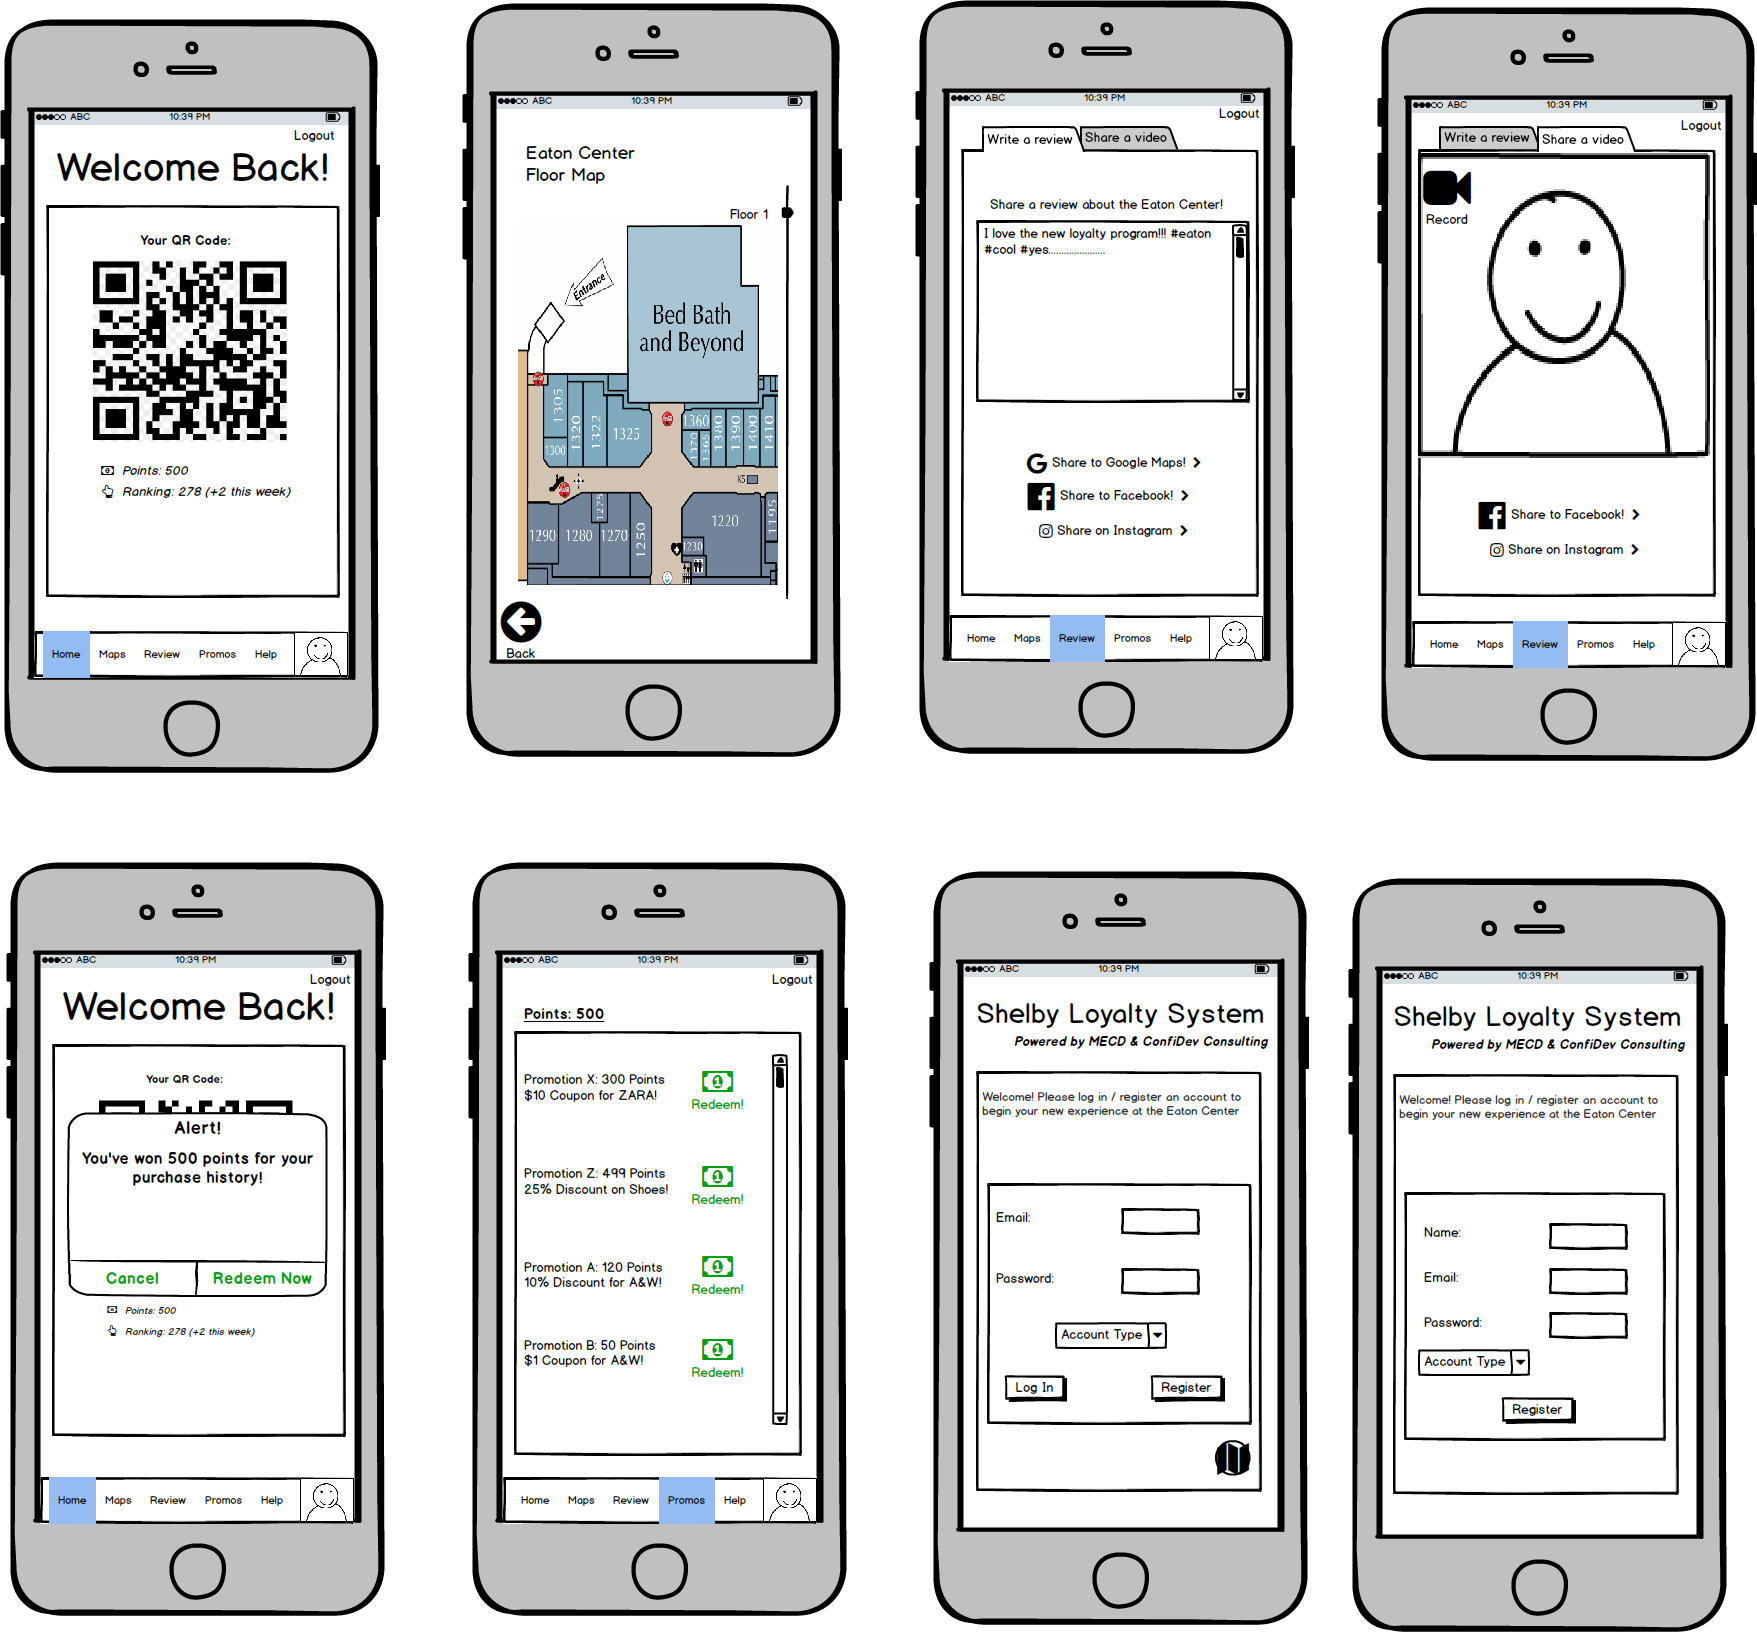 ABC 10:39 PM
Logout
Welcome Back!
Your QR Code:
Points: 500
Ranking: 278 (+2 this week)
Home Maps Review Promos Help
ABC 10:39 PM
Eaton Center
Floor Map
Floor 1
Entrance
Bed Bath
and Beyond
1305
1300
1320
1322
1325
1360
1370
1365
1380
1390
1400
1410
KS
1290
1280
1275
1270
1250
1220
1230
1195
Back
ABC 10:39 PM
Logout
Write a review Share a video
Share a review about the Eaton Center!
I love the new loyalty program!!! #eaton
#cool #yes......................
Share to Google Maps!
Share to Facebook!
Share on Instagram
Home Maps Review Promos Help
ABC 10:39 PM
Logout
Write a review Share a video
Record
Share to Facebook!
Share on Instagram
Home Maps Review Promos Help
ABC 10:39 PM
Logout
Welcome Back!
Your QR Code:
Alert!
You've won 500 points for your
purchase history!
Cancel Redeem Now
Points: 500
Ranking: 278 (+2 this week)
Home Maps Review Promos Help
ABC 10:39 PM
Logout
Points: 500
Promotion X: 300 Points
$10 Coupon for ZARA!
1
Redeem!
Promotion Z: 499 Points
25% Discount on Shoes!
1
Redeem!
Promotion A: 120 Points
10% Discount for A&W!
1
Redeem!
Promotion B: 50 Points
$1 Coupon for A&W!
1
Redeem!
Home Maps Review Promos Help
ABC 10:39 PM
Shelby Loyalty System
Powered by MECD & ConfiDev Consulting
Welcome! Please log in / register an account to
begin your new experience at the Eaton Center
Email:
Password:
Account Type
Log In Register
ABC 10:39 PM
Shelby Loyalty System
Powered by MECD & ConfiDev Consulting
Welcome! Please log in / register an account to
begin your new experience at the Eaton Center
Name:
Email:
Password:
Account Type
Register